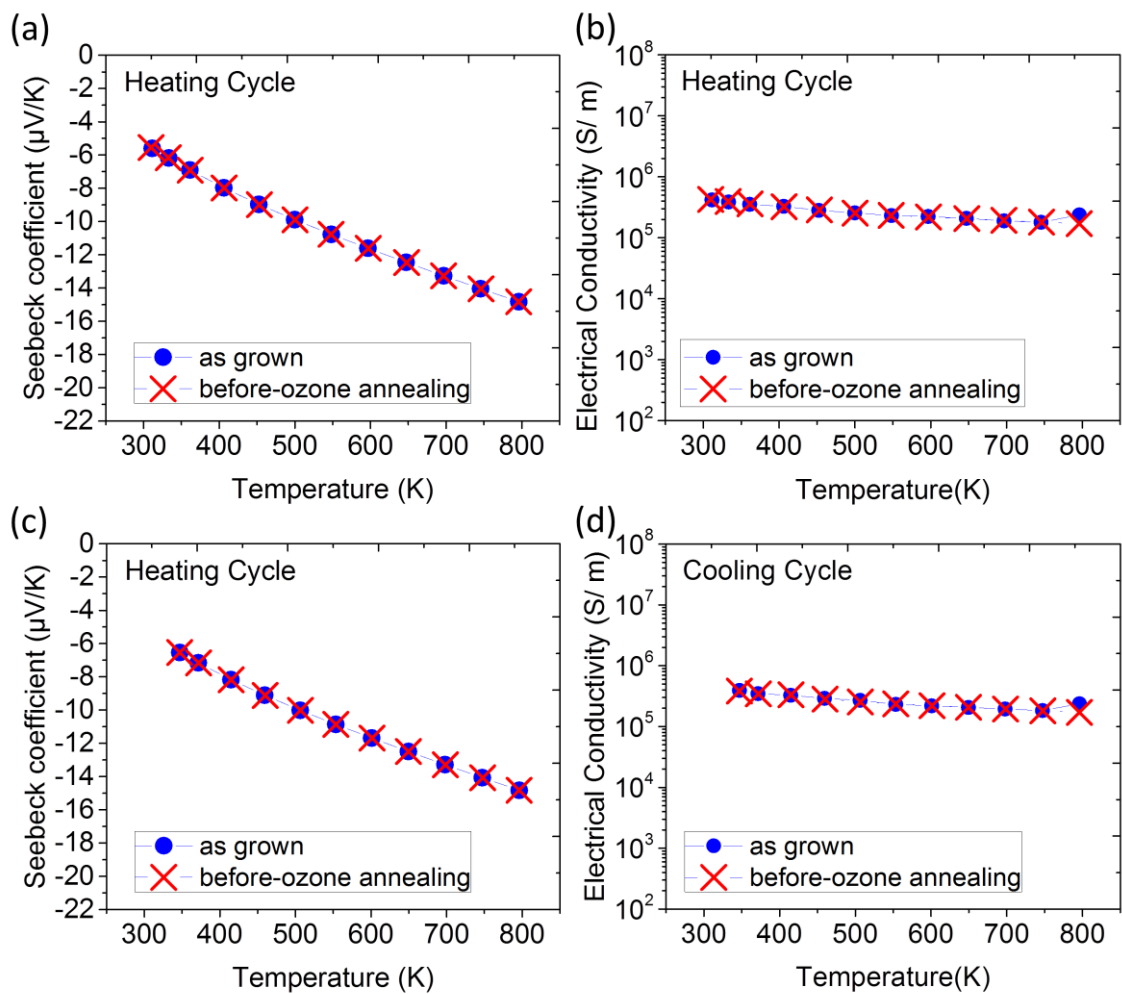 (a)
Heating Cycle
Seebeck coefficient (μV/K)
0
-2
-4
-6
-8
-10
-12
-14
-16
-18
-20
-22
as grown
before-ozone annealing
300 400 500 600 700 800
Temperature (K)
(b)
Heating Cycle
Electrical Conductivity (S/ m)
10^8
10^7
10^6
10^5
10^4
10^3
10^2
as grown
before-ozone annealing
300 400 500 600 700 800
Temperature(K)
(c)
Heating Cycle
Seebeck coefficient (μV/K)
0
-2
-4
-6
-8
-10
-12
-14
-16
-18
-20
-22
as grown
before-ozone annealing
300 400 500 600 700 800
Temperature (K)
(d)
Cooling Cycle
Electrical Conductivity (S/ m)
10^8
10^7
10^6
10^5
10^4
10^3
10^2
as grown
before-ozone annealing
300 400 500 600 700 800
Temperature(K)